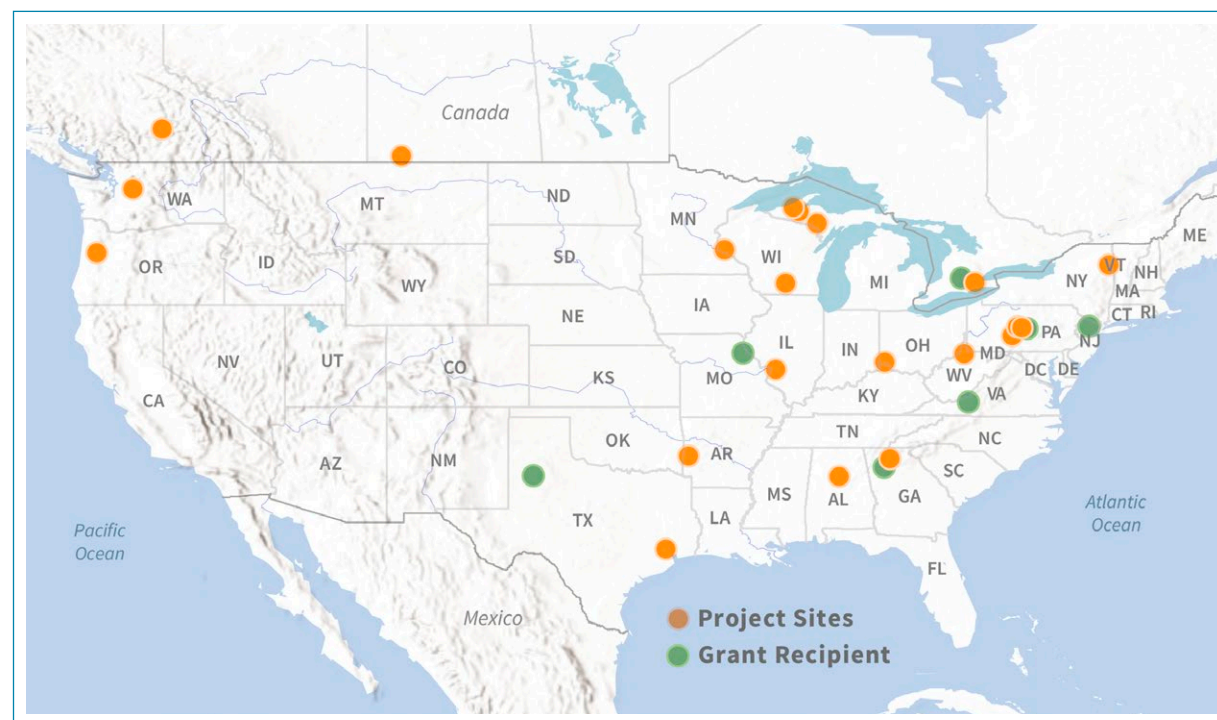 Canada
WA
MT
ND
MN
ME
OR
ID
SD
WI
MI
NY
VT
NH
MA
WY
CT
RI
IA
NE
PA
NJ
NV
UT
CO
IL
IN
OH
MD
DC
DE
CA
KS
MO
WV
VA
KY
OK
TN
NC
AZ
NM
AR
SC
MS
AL
GA
TX
LA
Pacific
Ocean
Atlantic
Ocean
FL
Mexico
Project Sites
Grant Recipient